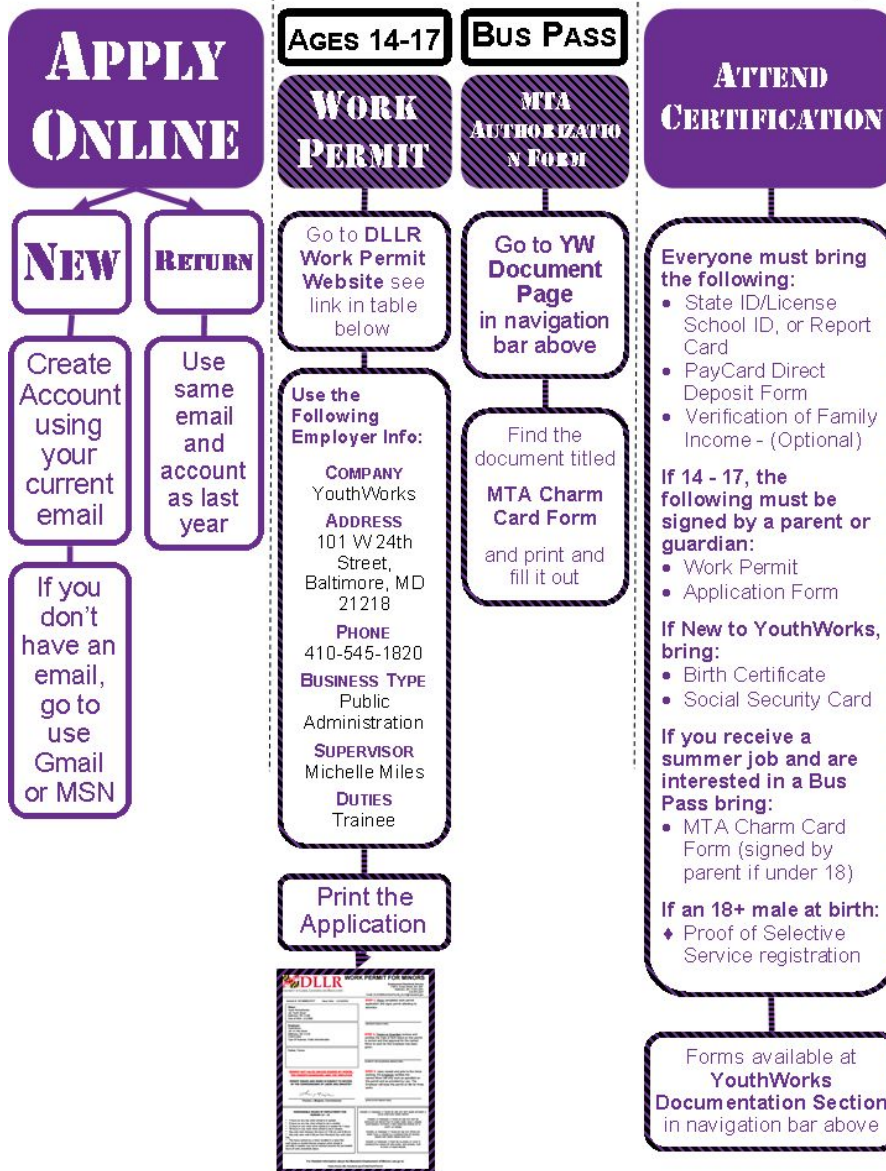 APPLY
ONLINE
NEW
RETURN
Create
Account
using
your
current
email
Use
same
email
and
account
as last
year
If you
don't
have an
email,
go to
use
Gmail
or MSN
AGES 14-17
WORK
PERMIT
Go to DLLR
Work Permit
Website see
link in table
below
Use the
Following
Employer Info:
COMPANY
YouthWorks
ADDRESS
101 W 24th
Street,
Baltimore, MD
21218
PHONE
410-545-1820
BUSINESS TYPE
Public
Administration
SUPERVISOR
Michelle Miles
DUTIES
Trainee
Print the
Application
DLLR
WORK PERMIT FOR MINORS
BUS PASS
MTA
AUTHORIZATIO
N FORM
Go to YW
Document
Page
in navigation
bar above
Find the
document titled
MTA Charm
Card Form
and print and
fill it out
ATTEND
CERTIFICATION
Everyone must bring
the following:
• State ID/License
School ID, or Report
Card
• PayCard Direct
Deposit Form
• Verification of Family
Income - (Optional)
If 14 - 17, the
following must be
signed by a parent or
guardian:
• Work Permit
• Application Form
If New to YouthWorks,
bring:
• Birth Certificate
• Social Security Card
If you receive a
summer job and are
interested in a Bus
Pass bring:
• MTA Charm Card
Form (signed by
parent if under 18)
If an 18+ male at birth:
♦ Proof of Selective
Service registration
Forms available at
YouthWorks
Documentation Section
in navigation bar above